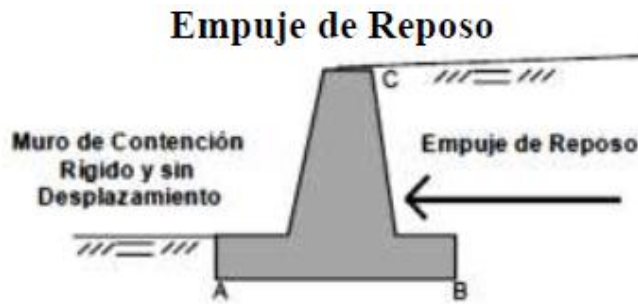 Empuje de Reposo
C
Muro de Contención
Rígido y sin
Desplazamiento
Empuje de Reposo
A
B